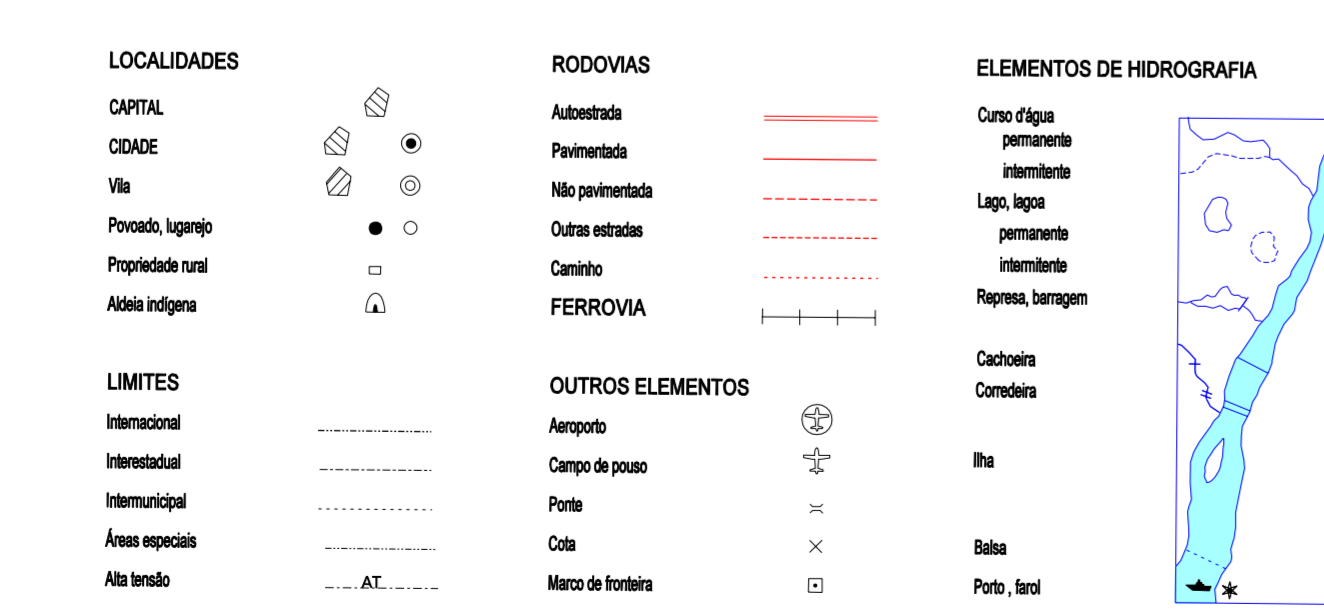 LOCALIDADES
CAPITAL
CIDADE
Vila
Povoado, lugarejo
Propriedade rural
Aldeia indígena
LIMITES
Internacional
Interestadual
Intermunicipal
Áreas especiais
Alta tensão
AT
RODOVIAS
Autoestrada
Pavimentada
Não pavimentada
Outras estradas
Caminho
FERROVIA
OUTROS ELEMENTOS
Aeroporto
Campo de pouso
Ponte
Cota
Marco de fronteira
ELEMENTOS DE HIDROGRAFIA
Curso d'água
permanente
intermitente
Lago, lagoa
permanente
intermitente
Represa, barragem
Cachoeira
Corredeira
Ilha
Balsa
Porto , farol